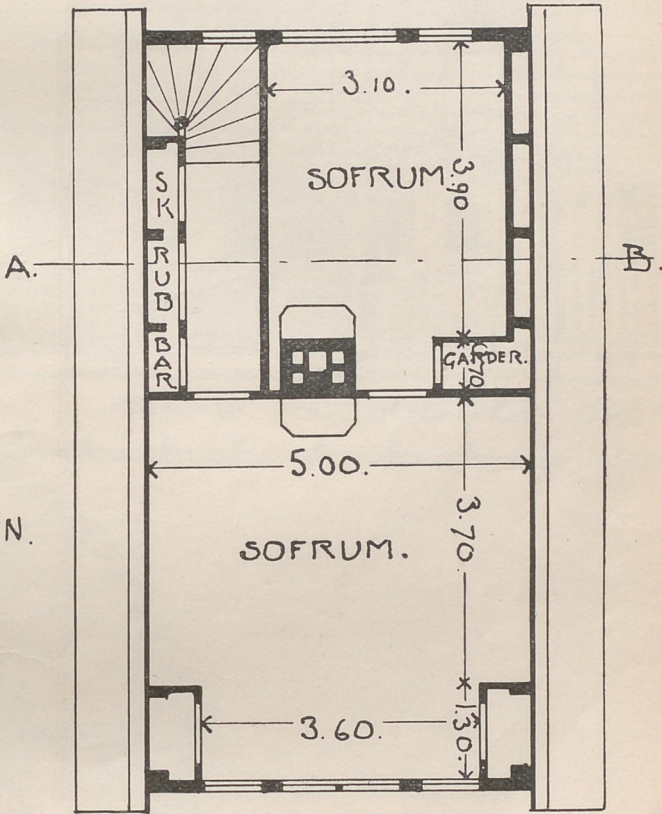 3.10.
SOFRUM.
3.90
SK
RUB
BAR
A.
B.
GARDER.
0.70
5.00.
3.70
N.
SOFRUM.
3.60.
1.30.